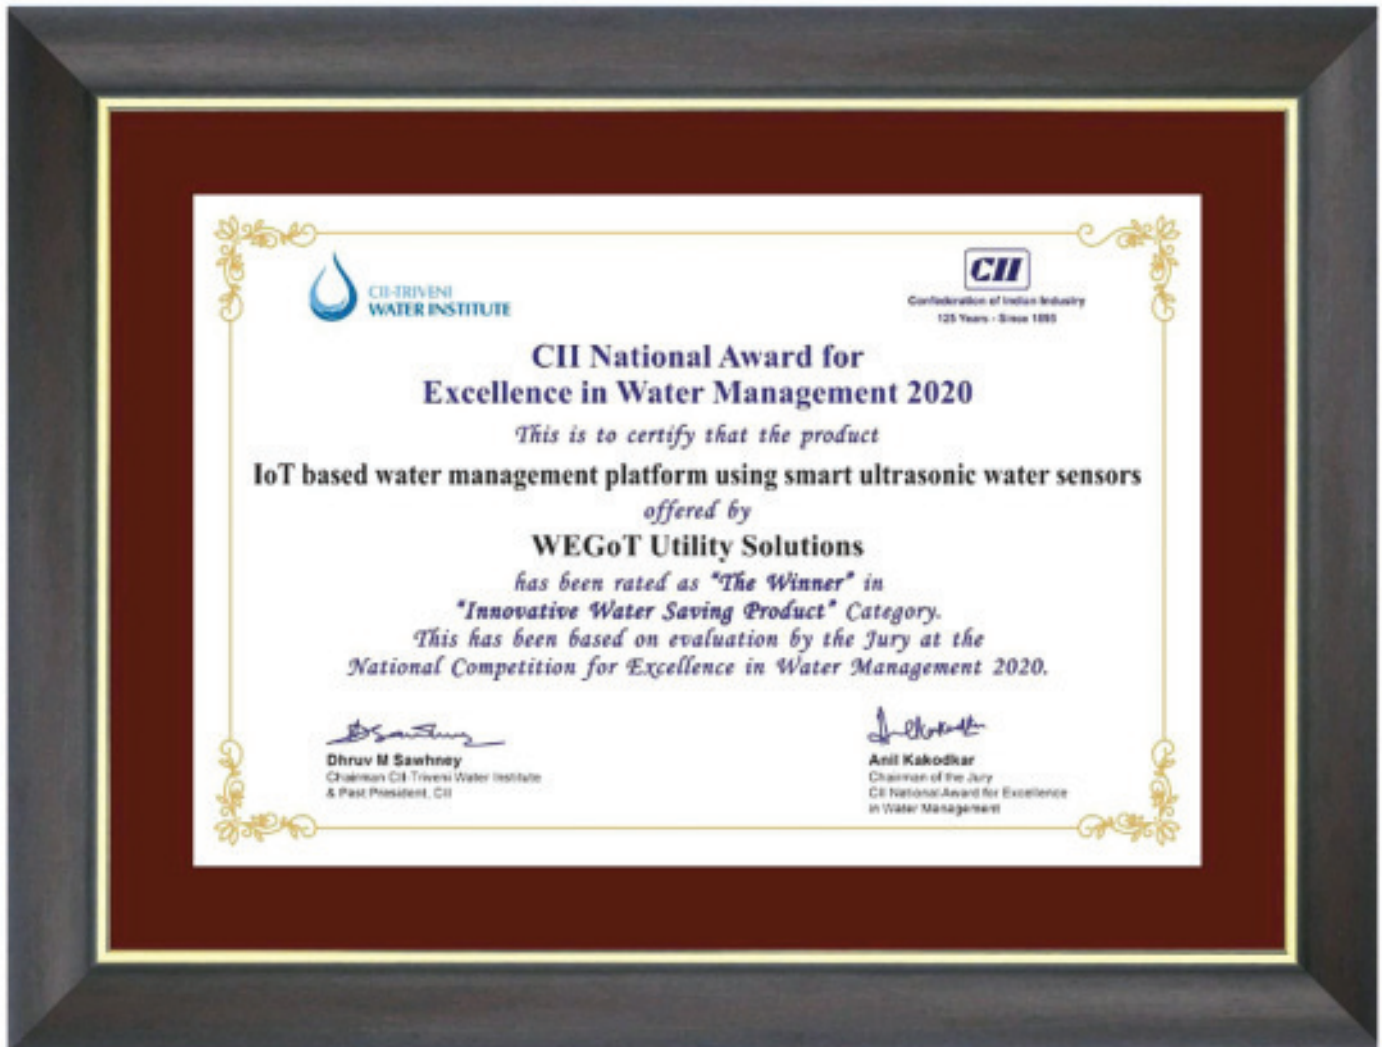 CII-TRIVENI
WATER INSTITUTE
CII
Confederation of Indian Industry
125 Years - Since 1895
CII National Award for
Excellence in Water Management 2020
This is to certify that the product
IoT based water management platform using smart ultrasonic water sensors
offered by
WEGoT Utility Solutions
has been rated as "The Winner" in
"Innovative Water Saving Product" Category.
This has been based on evaluation by the Jury at the
National Competition for Excellence in Water Management 2020.
Dhruv M Sawhney
Chairman CII-Triveni Water Institute
& Past President, CII
Anil Kakodkar
Chairman of the Jury
CII National Award for Excellence
in Water Management